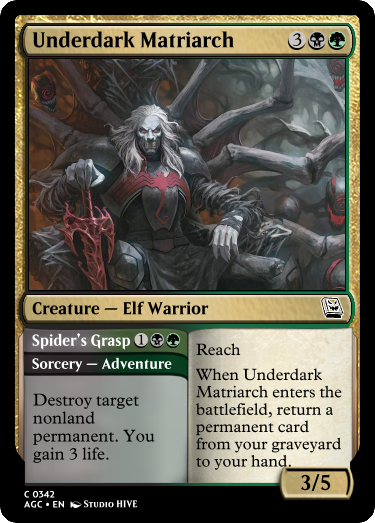 Underdark Matriarch 3
Creature — Elf Warrior
Spider's Grasp 1
Sorcery — Adventure
Destroy target
nonland
permanent. You
gain 3 life.
Reach
When Underdark
Matriarch enters the
battlefield, return a
permanent card
from your graveyard
to your hand.
3/5
C 0342
AGC • EN Studio HIVE